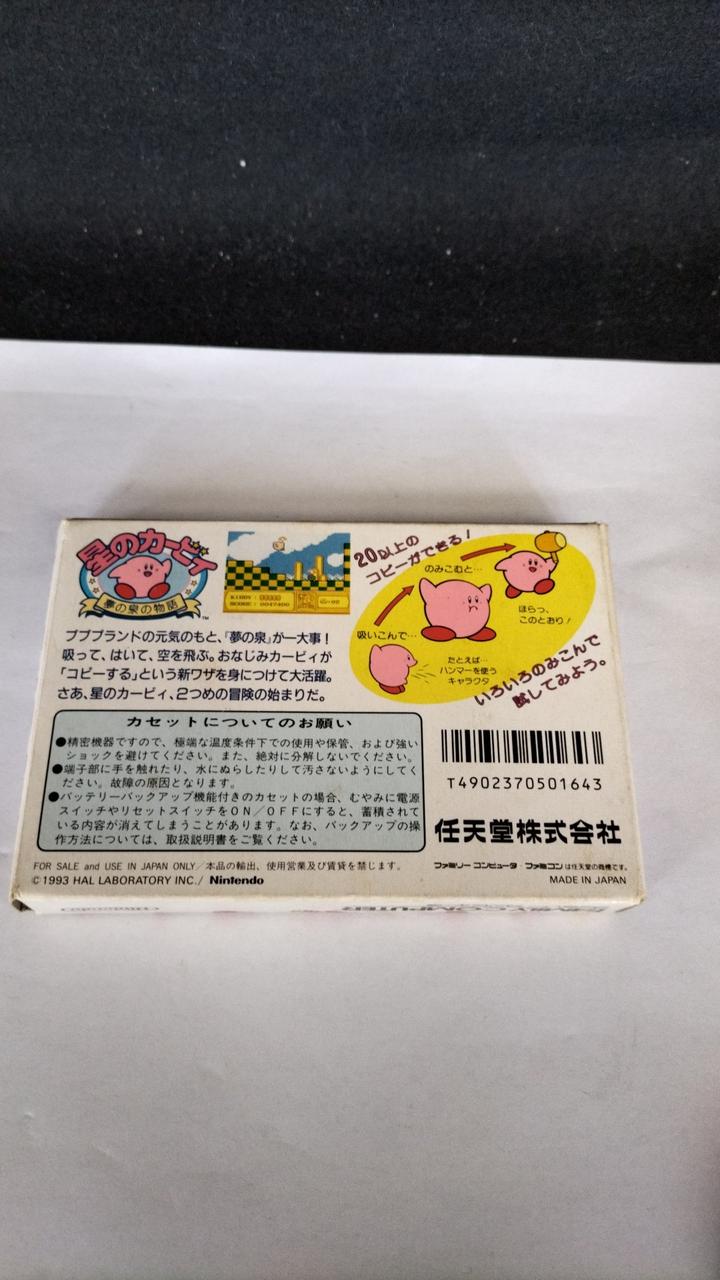 星のカービィ
夢の泉の物語
TM
KIRBY:
SCORE: 0047400
20以上の
コピーができる!
のみこむと…
ほらっ、
このとおり!
吸いこんで…
たとえば…
ハンマーを使う
キャラクタ
いろいろのみこんで
試してみよう。
プププランドの元気のもと、『夢の泉』が一大事!
吸って、はいて、空を飛ぶ。おなじみカービィが
「コピーする」という新ワザを身につけて大活躍。
さあ、星のカービィ、2つめの冒険の始まりだ。
カセットについてのお願い
●精密機器ですので、極端な温度条件下での使用や保管、および強い
ショックを避けてください。また、絶対に分解しないでください。
●端子部に手を触れたり、水にぬらしたりして汚さないようにしてく
ださい。故障の原因となります。
●バッテリーバックアップ機能付きのカセットの場合、むやみに電源
スイッチやリセットスイッチをON/OFFにすると、蓄積されて
いる内容が消えてしまうことがあります。なお、バックアップの操
作方法については、取扱説明書をご覧ください。
T4902370501643
任天堂株式会社
FOR SALE and USE IN JAPAN ONLY/本品の輸出、使用営業及び賃貸を禁じます。
©1993 HAL LABORATORY INC./ Nintendo
ファミリーコンピュータ・ファミコンは任天堂の商標です。
MADE IN JAPAN
FAMILY COMPUTER